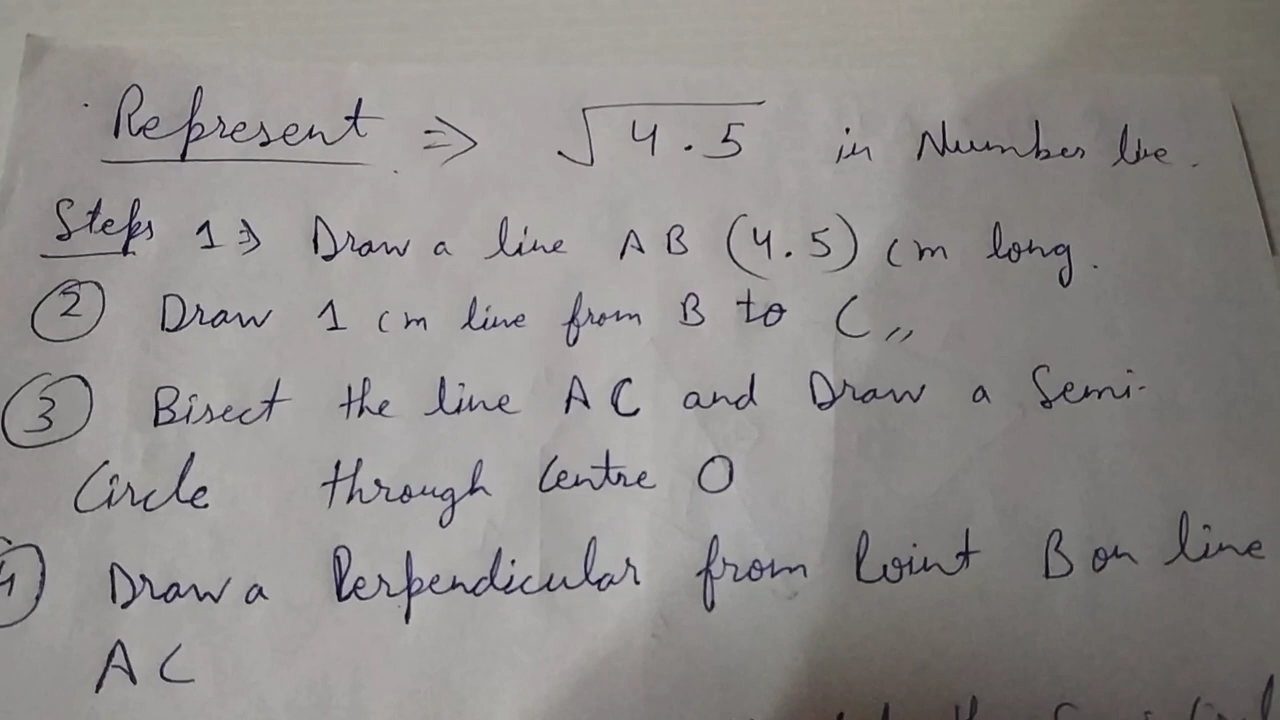 Represent ⇒ √4.5 in Number line.
Steps 1 ⇒ Draw a line AB (4.5) cm long.
② Draw 1 cm line from B to C,,
③ Bisect the line AC and Draw a Semi-
Circle through Centre O
④ Draw a Perpendicular from Point B on line
AC